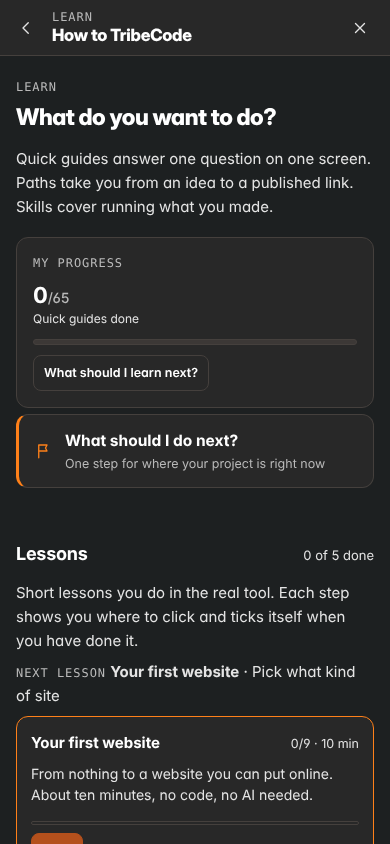 LEARN
How to TribeCode
LEARN
What do you want to do?
Quick guides answer one question on one screen.
Paths take you from an idea to a published link.
Skills cover running what you made.
MY PROGRESS
0/65
Quick guides done
What should I learn next?
What should I do next?
One step for where your project is right now
Lessons
0 of 5 done
Short lessons you do in the real tool. Each step
shows you where to click and ticks itself when
you have done it.
NEXT LESSON Your first website · Pick what kind
of site
Your first website
0/9 · 10 min
From nothing to a website you can put online.
About ten minutes, no code, no AI needed.